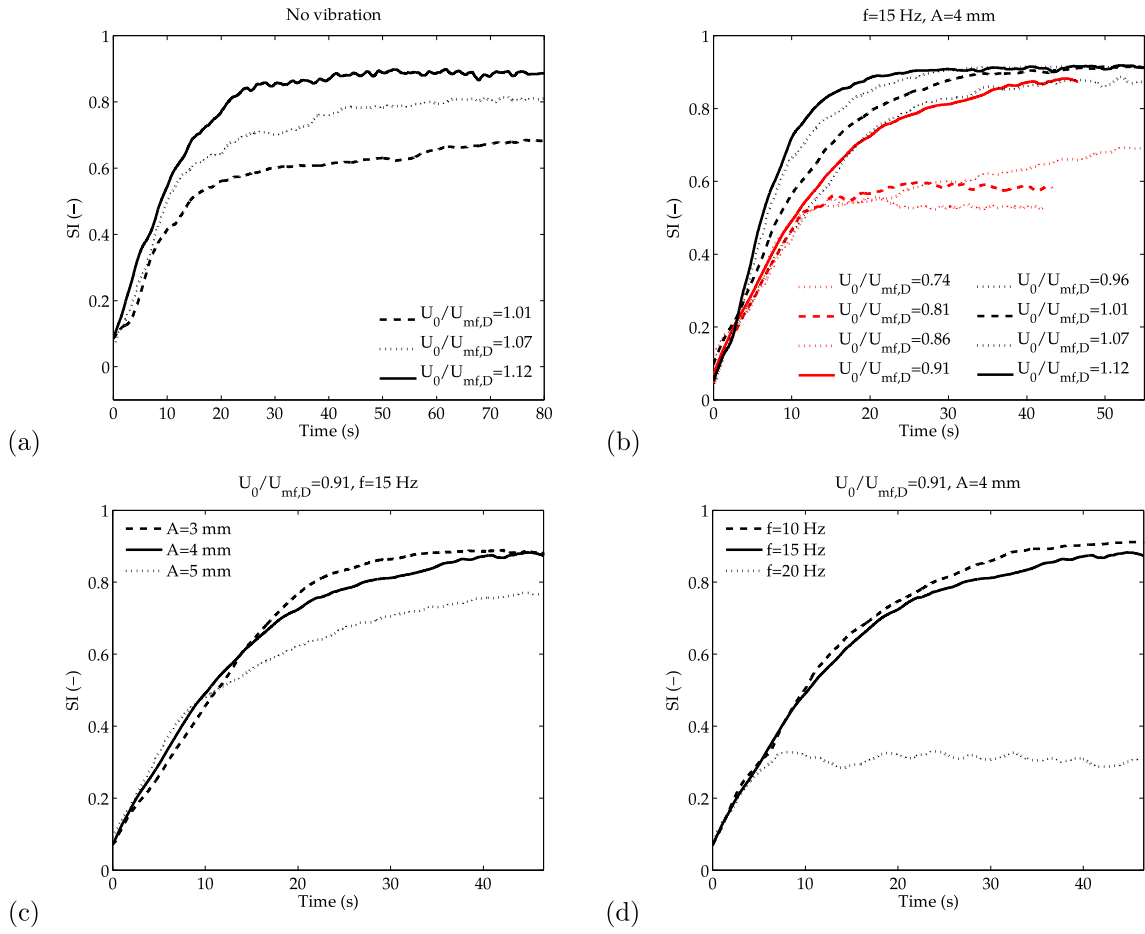 No vibration
1
0.8
0.6
0.4
0.2
0
SI (−)
0 10 20 30 40 50 60 70 80
Time (s)
U0/Umf,D=1.01
U0/Umf,D=1.07
U0/Umf,D=1.12
(a)
f=15 Hz, A=4 mm
1
0.8
0.6
0.4
0.2
0
SI (−)
0 10 20 30 40 50
Time (s)
U0/Umf,D=0.74
U0/Umf,D=0.81
U0/Umf,D=0.86
U0/Umf,D=0.91
U0/Umf,D=0.96
U0/Umf,D=1.01
U0/Umf,D=1.07
U0/Umf,D=1.12
(b)
U0/Umf,D=0.91, f=15 Hz
A=3 mm
A=4 mm
A=5 mm
1
0.8
0.6
0.4
0.2
0
SI (−)
0 10 20 30 40
Time (s)
(c)
U0/Umf,D=0.91, A=4 mm
f=10 Hz
f=15 Hz
f=20 Hz
1
0.8
0.6
0.4
0.2
0
SI (−)
0 10 20 30 40
Time (s)
(d)